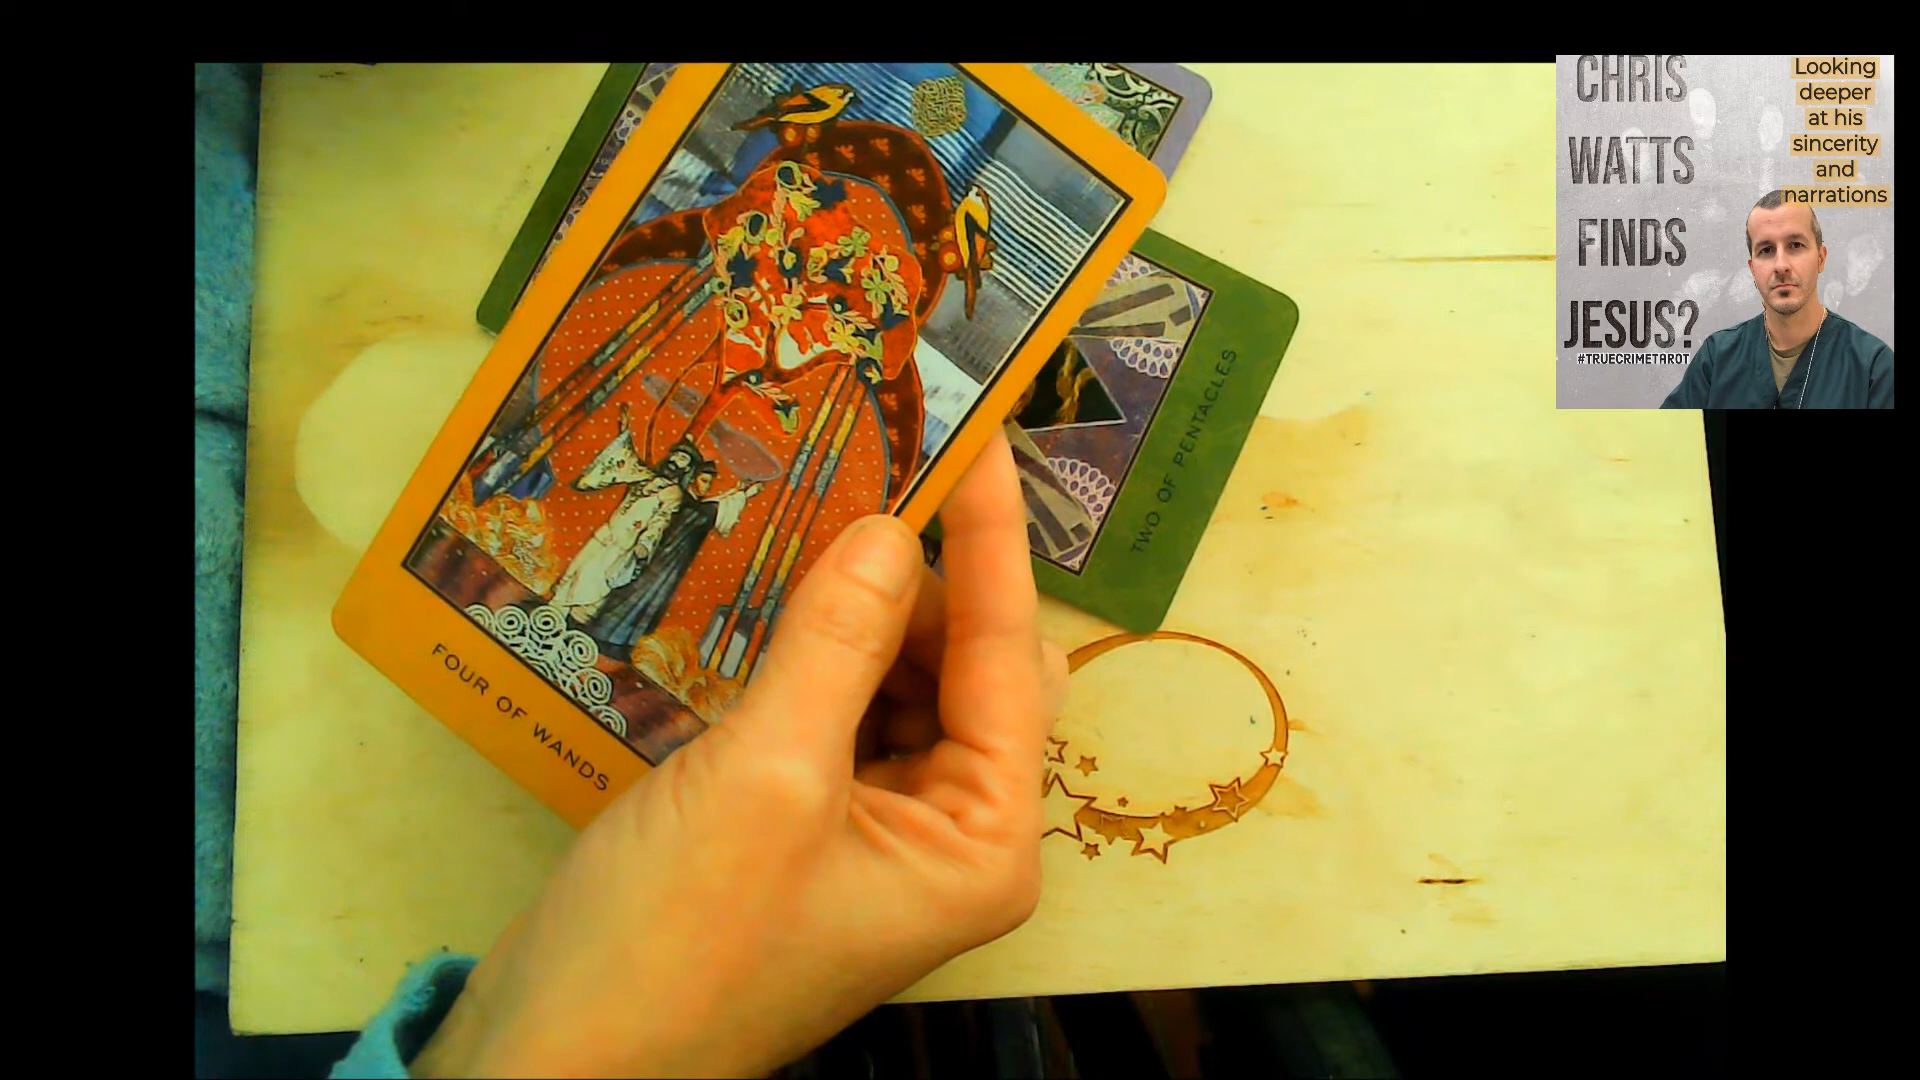 CHRIS
WATTS
FINDS
JESUS?
#TRUECRIMETAROT
Looking
deeper
at his
sincerity
and
narrations
FOUR OF WANDS
TWO OF PENTACLES